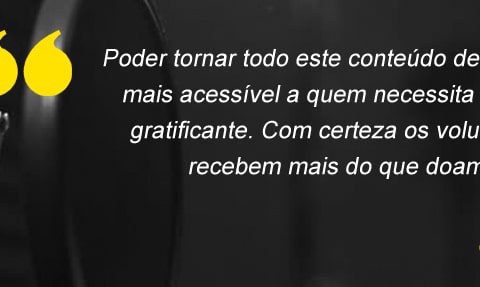 Poder tornar todo este conteúdo de
mais acessível a quem necessita
gratificante. Com certeza os volu
recebem mais do que doam